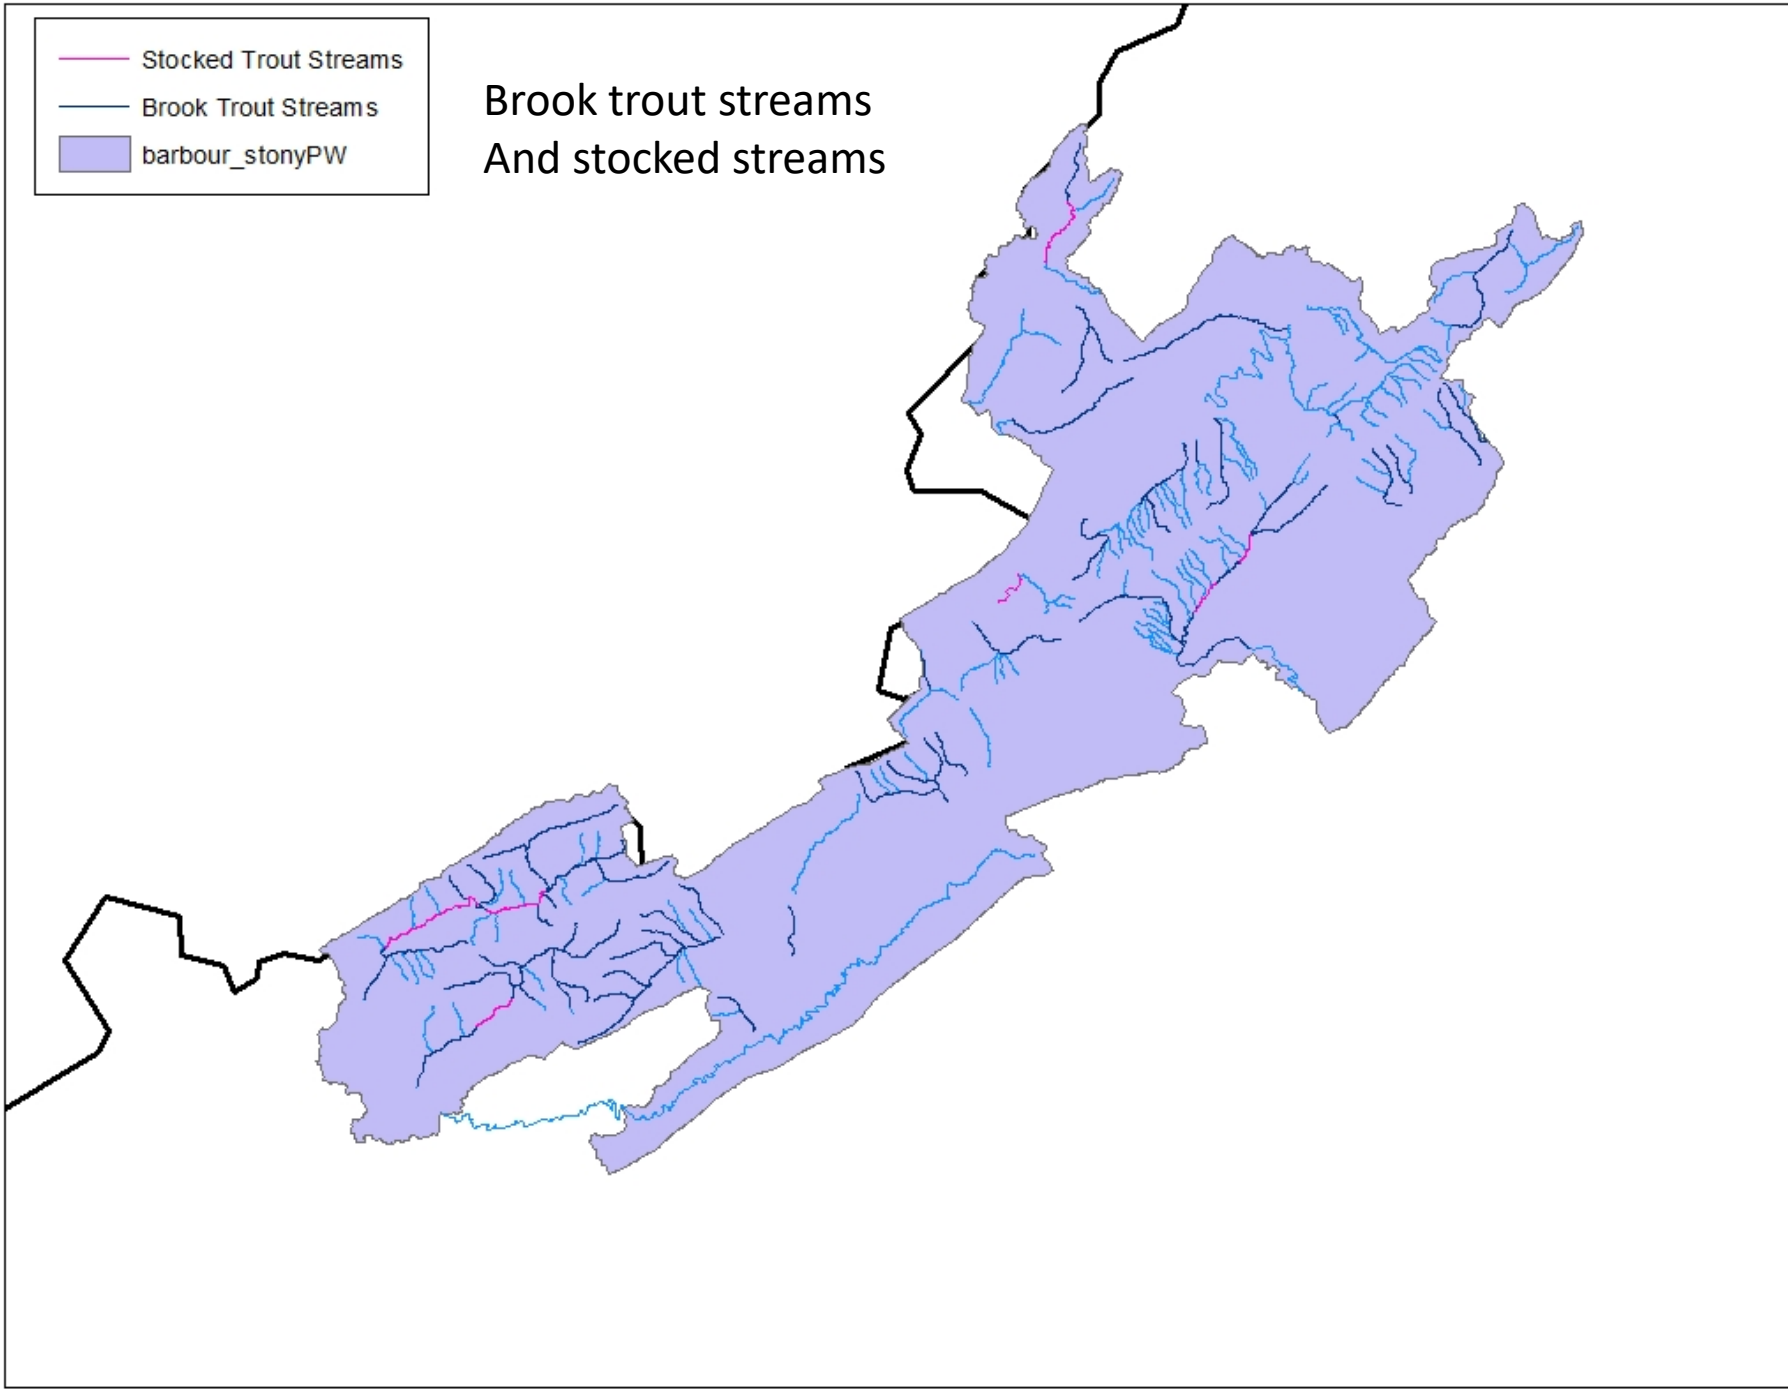 Stocked Trout Streams
Brook Trout Streams
barbour_stonyPW
Brook trout streams
And stocked streams